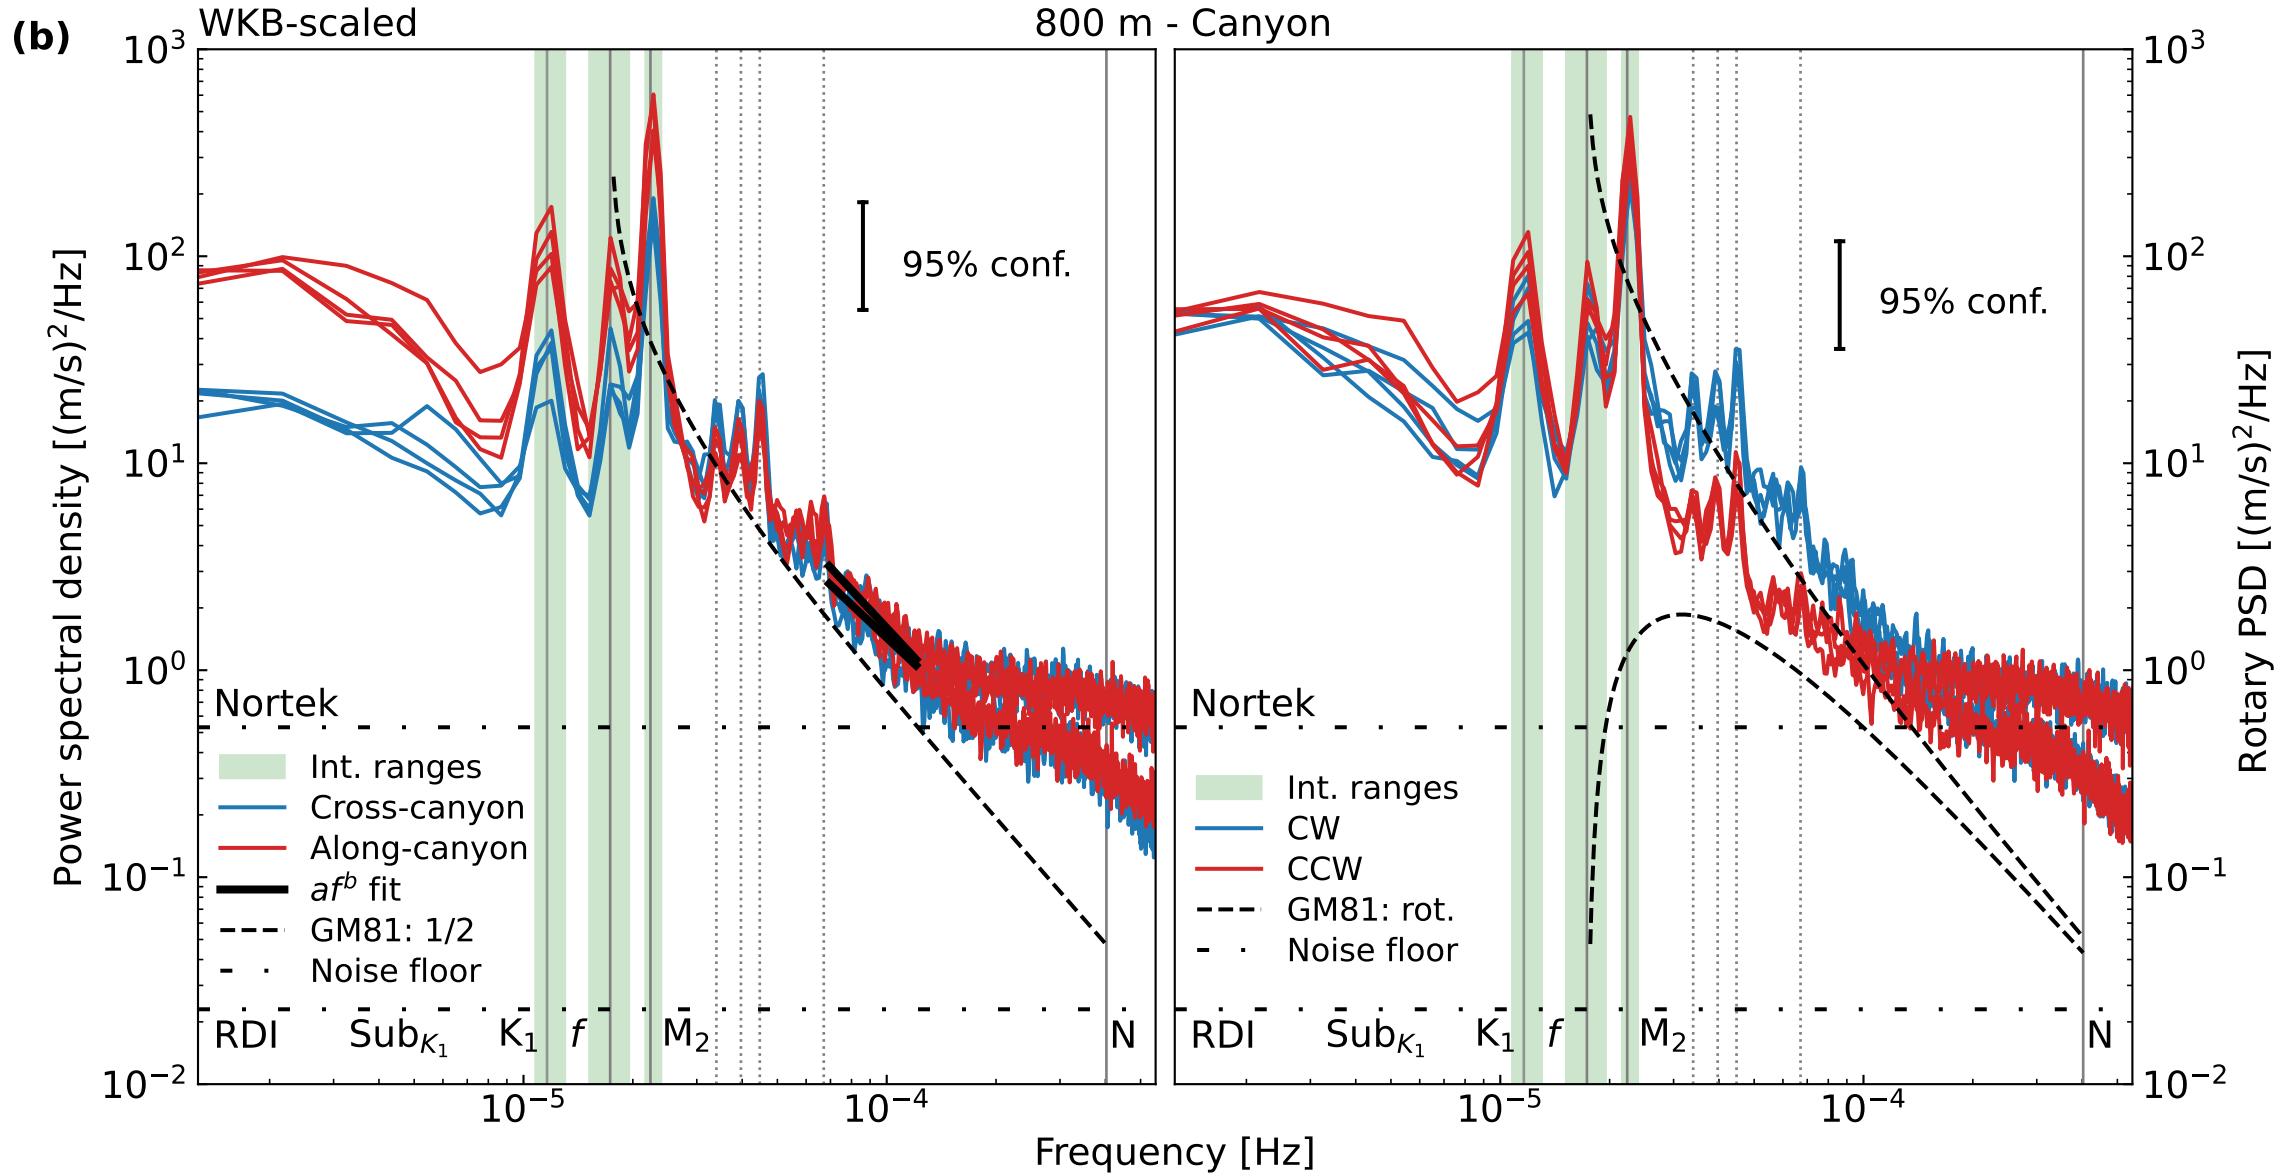 (b)
WKB-scaled
800 m - Canyon
10³
10²
10¹
10⁰
10⁻¹
10⁻²
Power spectral density [(m/s)²/Hz]
95% conf.
Nortek
Int. ranges
Cross-canyon
Along-canyon
afᵇ fit
GM81: 1/2
Noise floor
RDI
Sub_K₁
K₁
f
M₂
N
10⁻⁵
10⁻⁴
95% conf.
Nortek
Int. ranges
CW
CCW
GM81: rot.
Noise floor
RDI
Sub_K₁
K₁
f
M₂
N
10⁻⁵
10⁻⁴
10³
10²
10¹
10⁰
10⁻¹
10⁻²
Rotary PSD [(m/s)²/Hz]
Frequency [Hz]